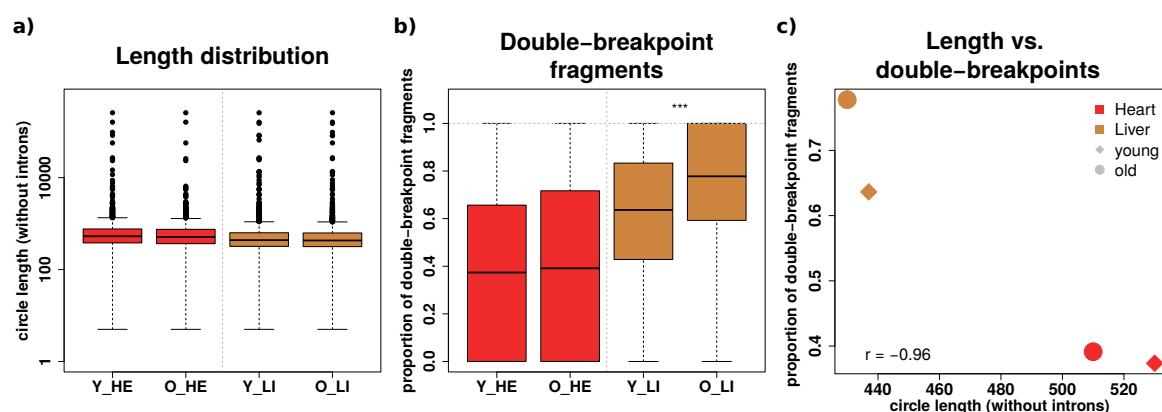 a)
Length distribution
circle length (without introns)
10000
100
1
Y_HE
O_HE
Y_LI
O_LI
b)
Double−breakpoint
fragments
proportion of double−breakpoint fragments
1.0
0.8
0.6
0.4
0.2
0.0
***
Y_HE
O_HE
Y_LI
O_LI
c)
Length vs.
double−breakpoints
proportion of double−breakpoint fragments
0.7
0.6
0.5
0.4
Heart
Liver
young
old
r = −0.96
440
460
480
500
520
circle length (without introns)